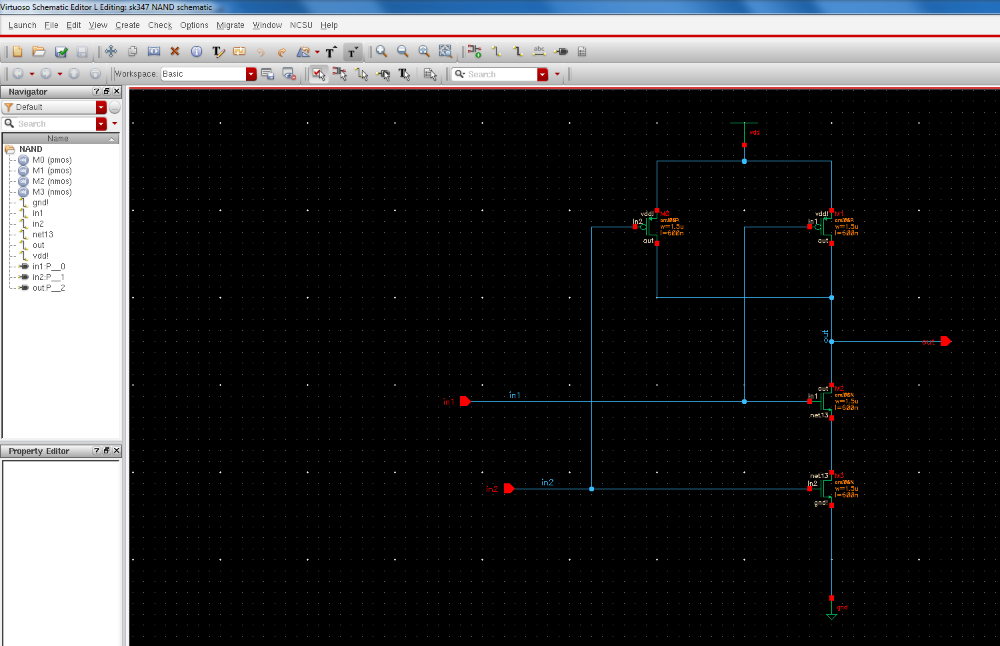 Virtuoso Schematic Editor L Editing: sk347 NAND schematic
Launch File Edit View Create Check Options Migrate Window NCSU Help
Workspace: Basic
Search
Navigator
Default
Search
Name
NAND
M0 (pmos)
M1 (pmos)
M2 (nmos)
M3 (nmos)
gnd!
in1
in2
net13
out
vdd!
in1:P__0
in2:P__1
out:P__2
Property Editor
vdd
vdd! M0
in2
w=1.5u
l=600n
out
vdd! M1
in1
w=1.5u
l=600n
out
out
out
in1
in1
out M2
in1
w=1.5u
l=600n
net13
in2
in2
net13 M3
in2
w=1.5u
l=600n
gnd!
gnd